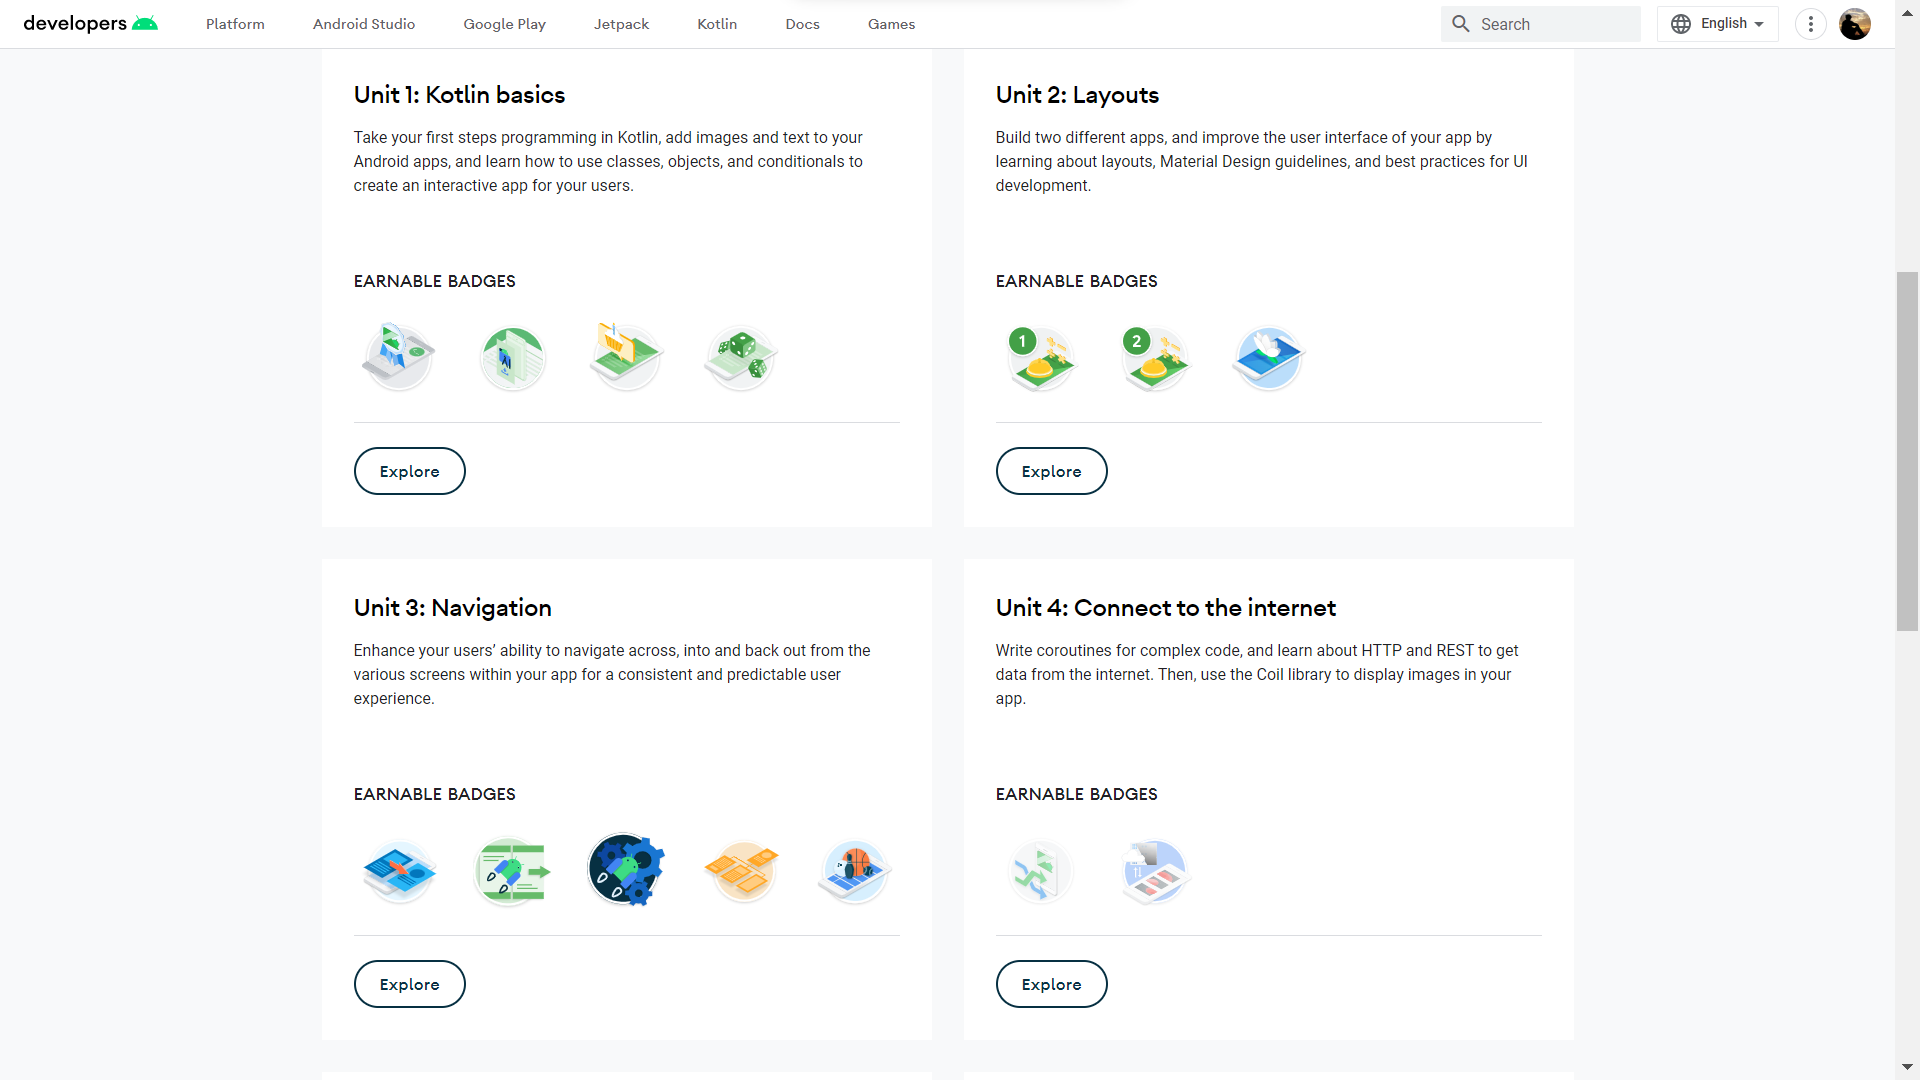 developers
Platform
Android Studio
Google Play
Jetpack
Kotlin
Docs
Games
Search
English
Unit 1: Kotlin basics
Take your first steps programming in Kotlin, add images and text to your
Android apps, and learn how to use classes, objects, and conditionals to
create an interactive app for your users.
EARNABLE BADGES
Explore
Unit 2: Layouts
Build two different apps, and improve the user interface of your app by
learning about layouts, Material Design guidelines, and best practices for UI
development.
EARNABLE BADGES
1
2
Explore
Unit 3: Navigation
Enhance your users’ ability to navigate across, into and back out from the
various screens within your app for a consistent and predictable user
experience.
EARNABLE BADGES
Explore
Unit 4: Connect to the internet
Write coroutines for complex code, and learn about HTTP and REST to get
data from the internet. Then, use the Coil library to display images in your
app.
EARNABLE BADGES
Explore